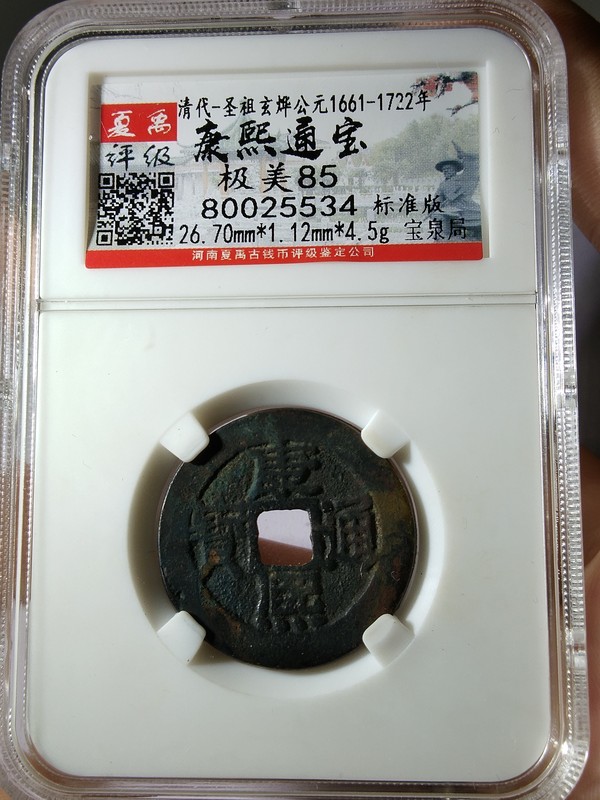 清代-圣祖玄烨公元1661-1722年
夏禹
评级
康熙通宝
极美85
80025534 标准版
26.70mm*1.12mm*4.5g 宝泉局
河南夏禹古钱币评级鉴定公司
康熙通寶